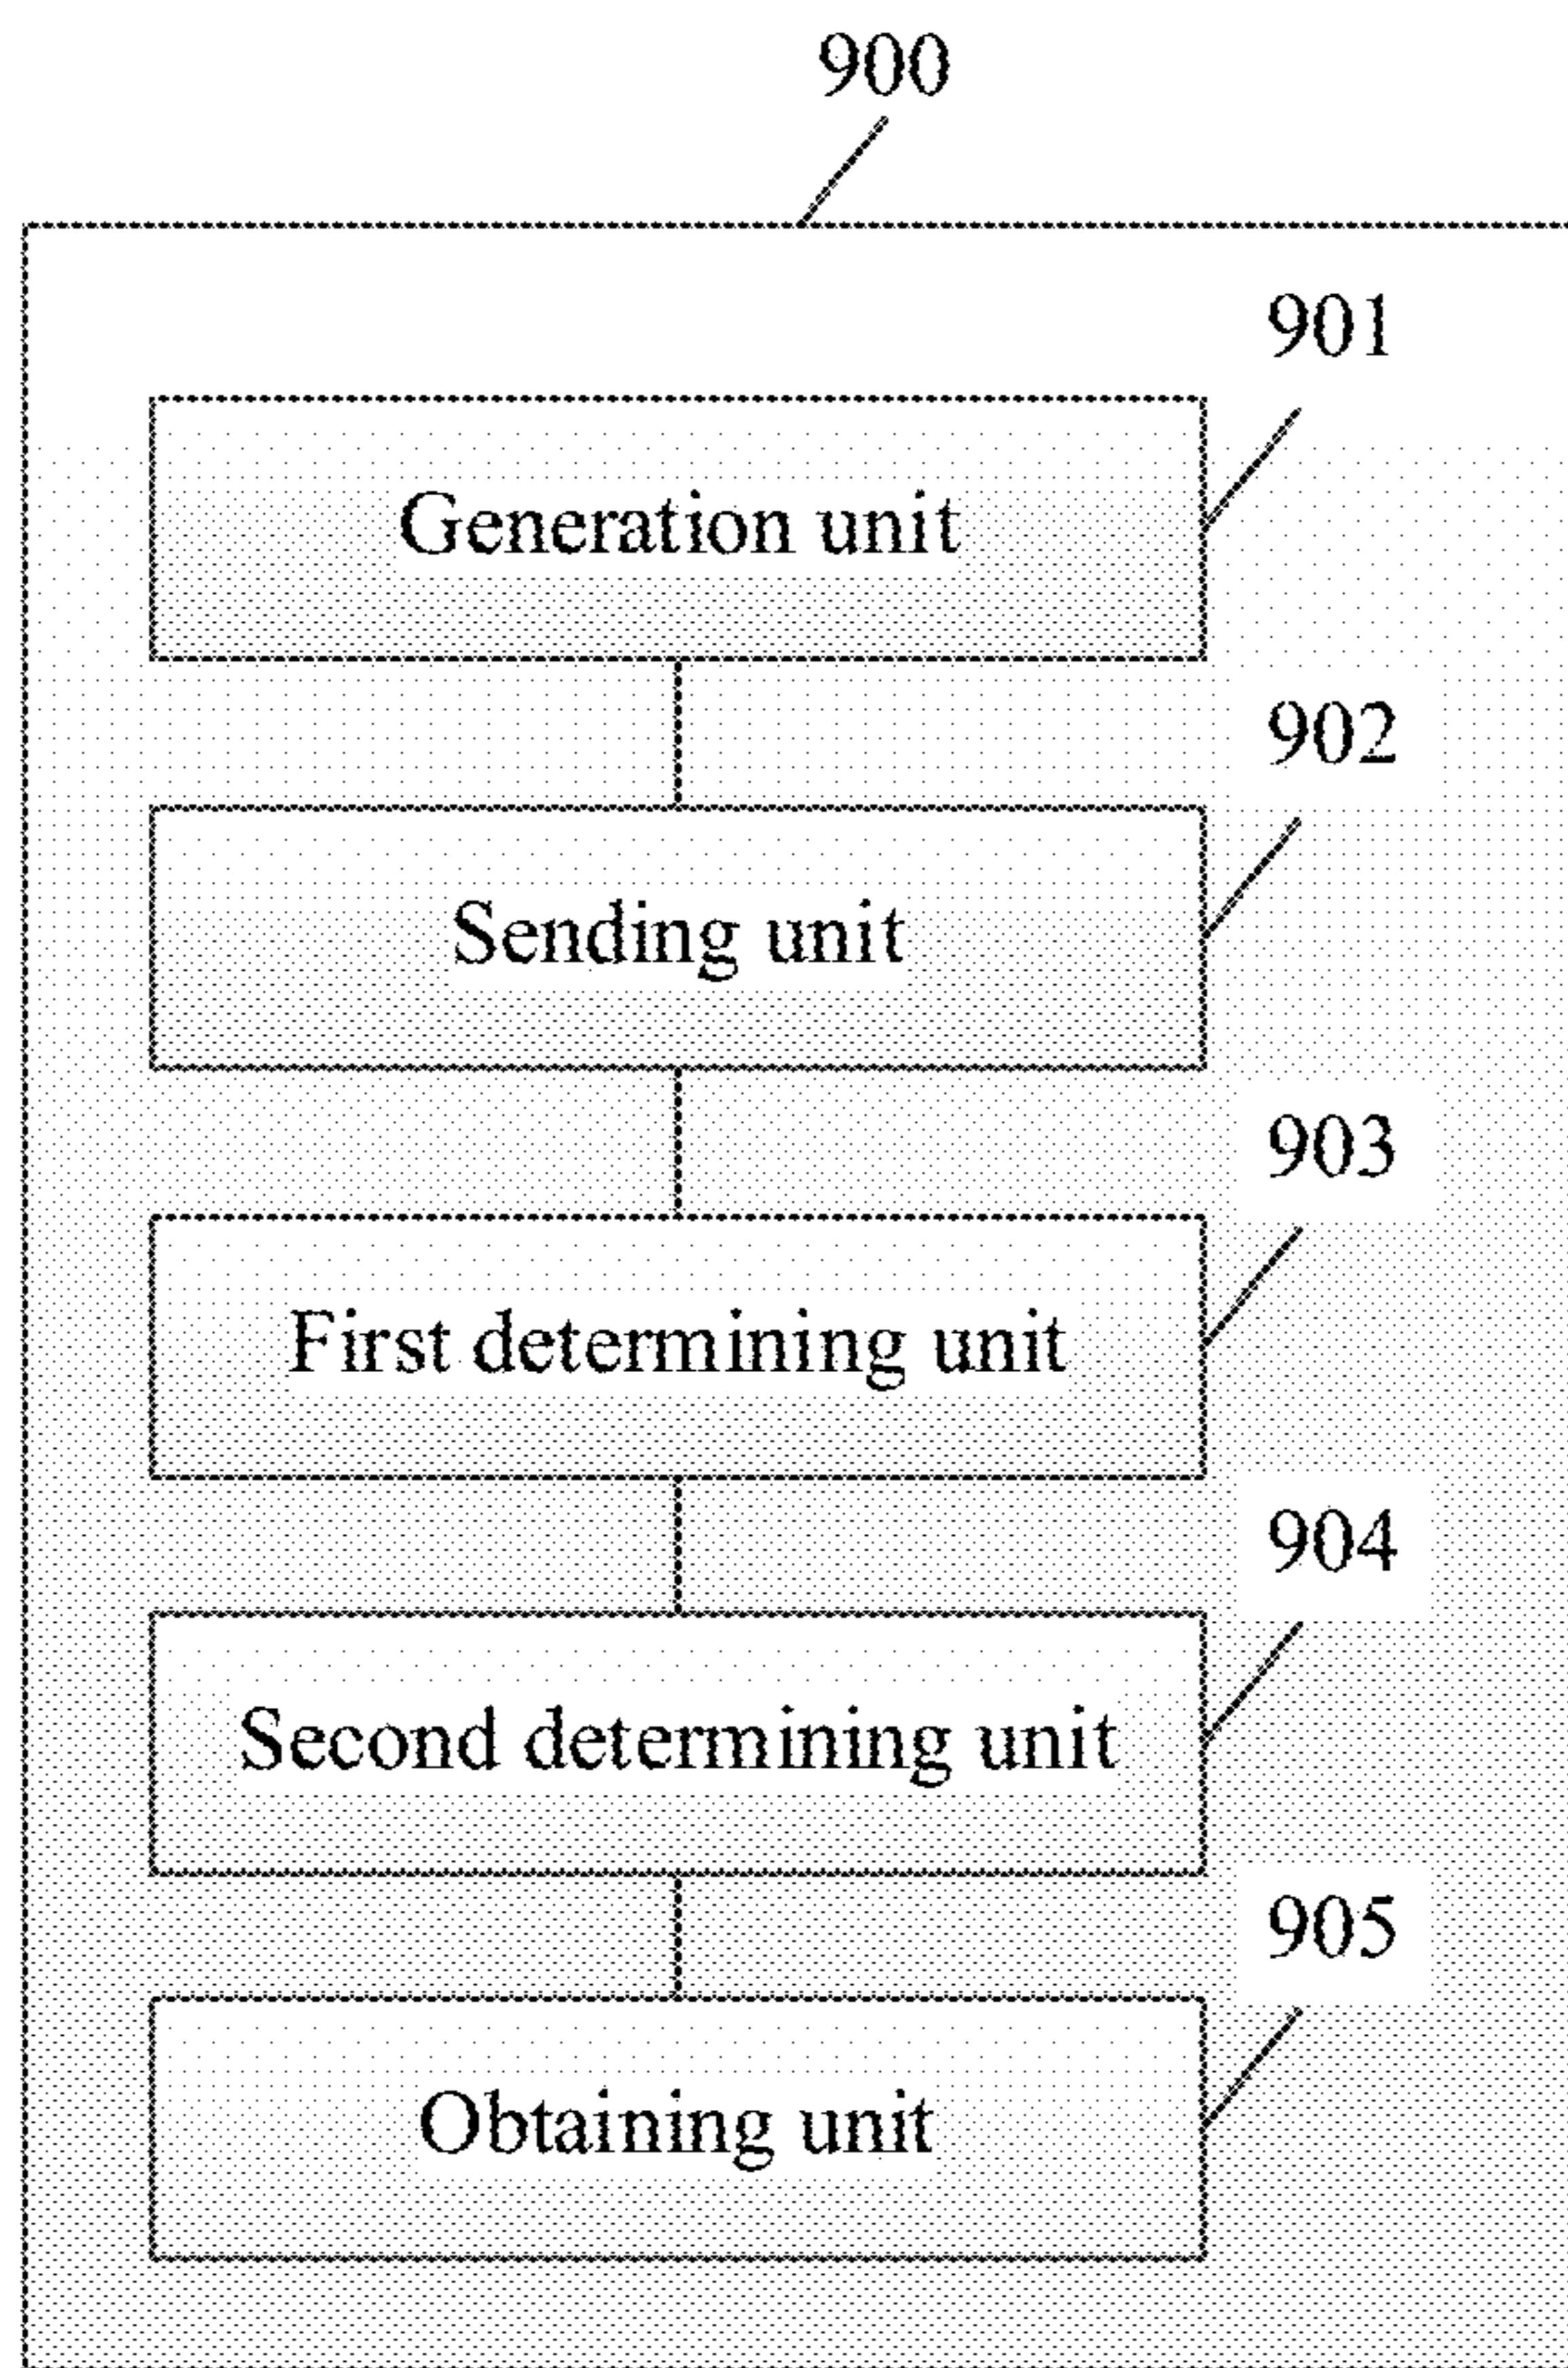 900
901
Generation unit
902
Sending unit
903
First determining unit
904
Second determining unit
905
Obtaining unit